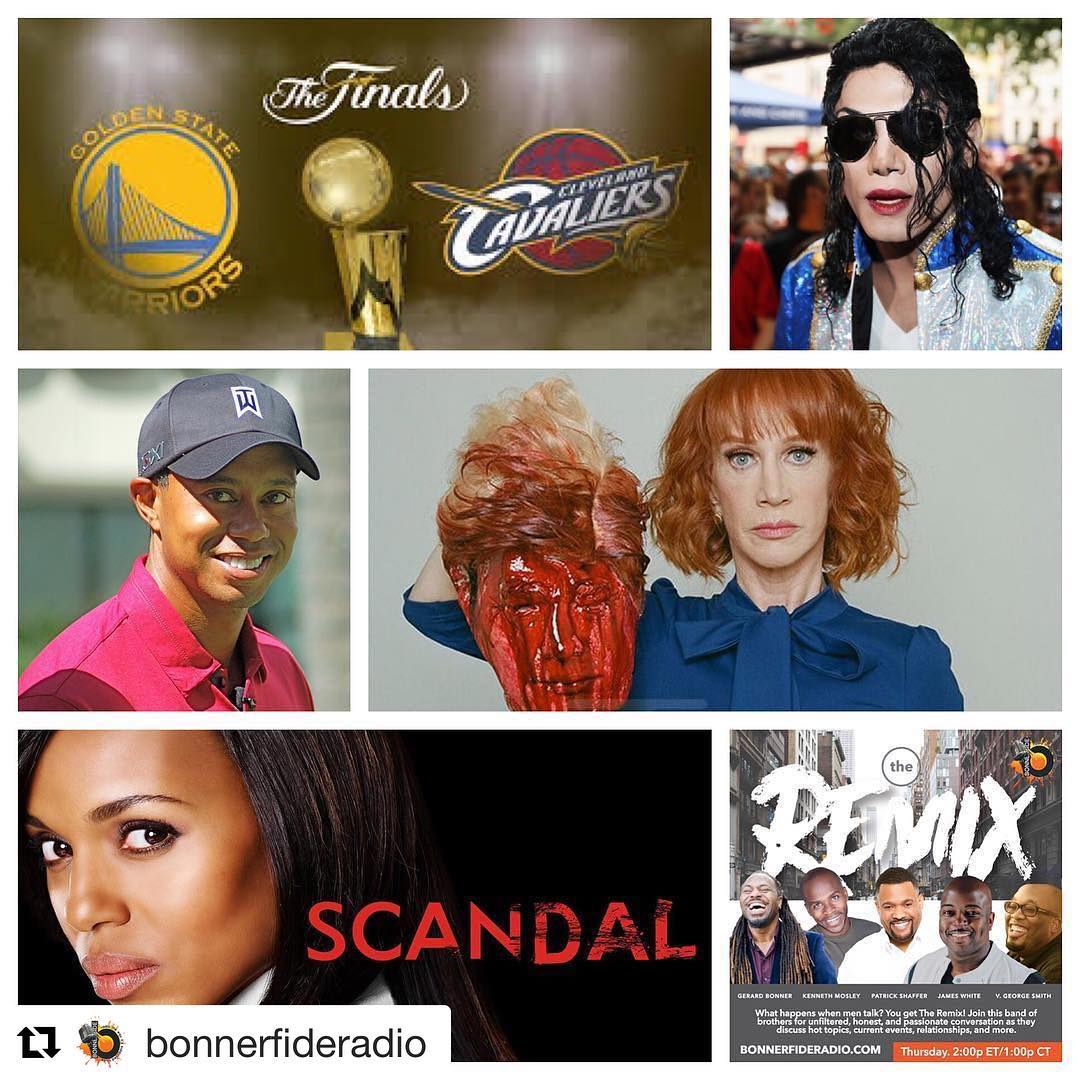 The Finals
GOLDEN STATE
WARRIORS
CLEVELAND
CAVALIERS
TW
SCANDAL
the
REMIX
GERARD BONNER KENNETH MOSLEY PATRICK SHAFFER JAMES WHITE V. GEORGE SMITH
What happens when men talk? You get The Remix! Join this band of
brothers for unfiltered, honest, and passionate conversation as they
discuss hot topics, current events, relationships, and more.
BONNERFIDERADIO.COM
Thursday. 2:00p ET/1:00p CT
bonnerfideradio